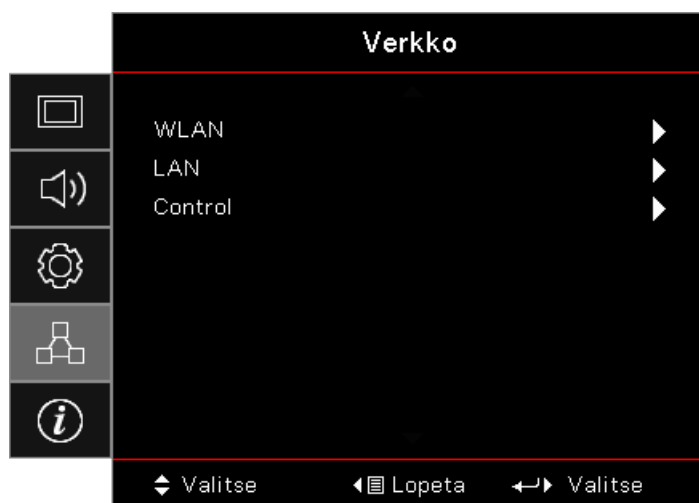 Verkko
WLAN
LAN
Control
Valitse Lopeta Valitse